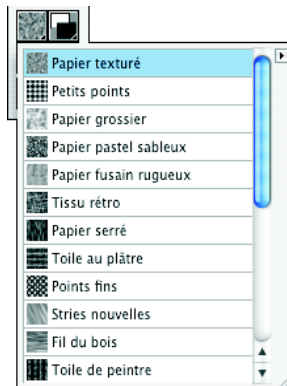 Papier texturé
Petits points
Papier grossier
Papier pastel sableux
Papier fusain rugueux
Tissu rétro
Papier serré
Toile au plâtre
Points fins
Stries nouvelles
Fil du bois
Toile de peintre